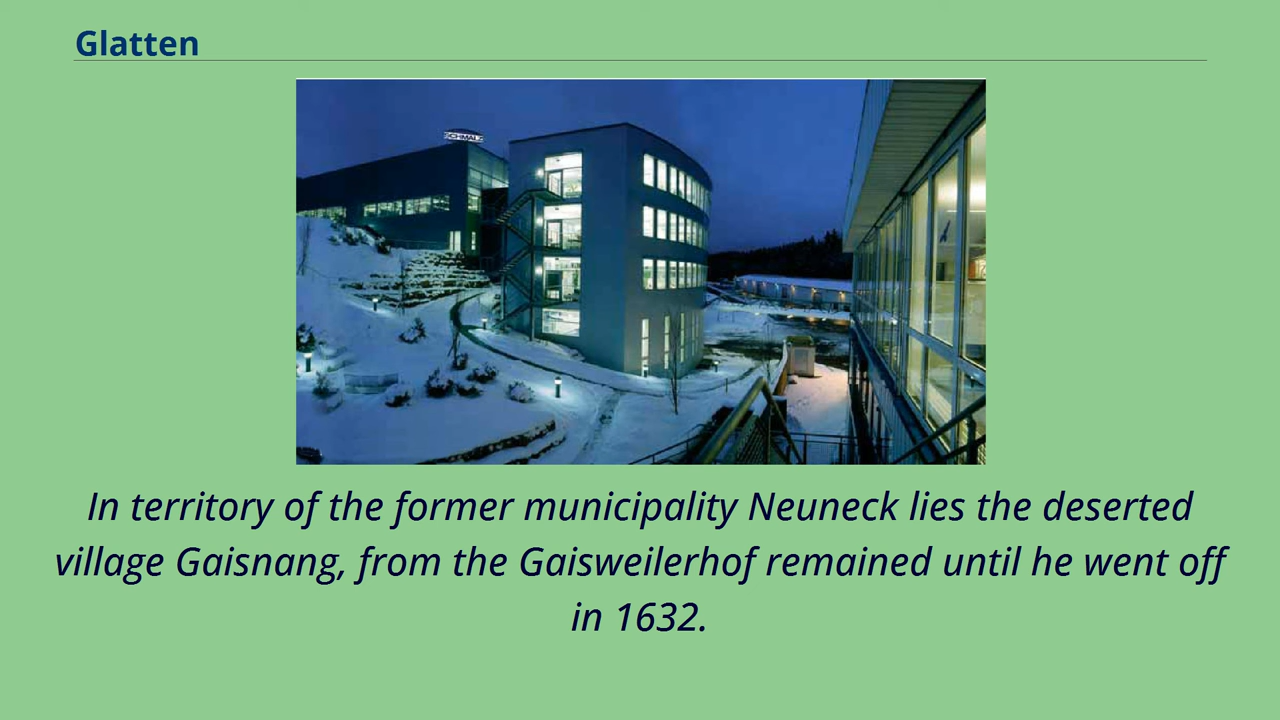 Glatten
SCHMALZ
In territory of the former municipality Neuneck lies the deserted
village Gaisnang, from the Gaisweilerhof remained until he went off
in 1632.